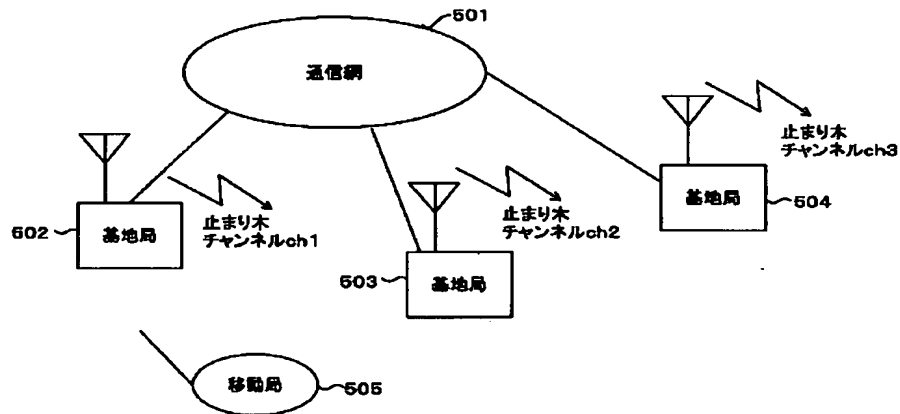 501
通信網
止まり木
チャンネルch3
基地局
504
502
基地局
止まり木
チャンネルch1
止まり木
チャンネルch2
503
基地局
移動局
505